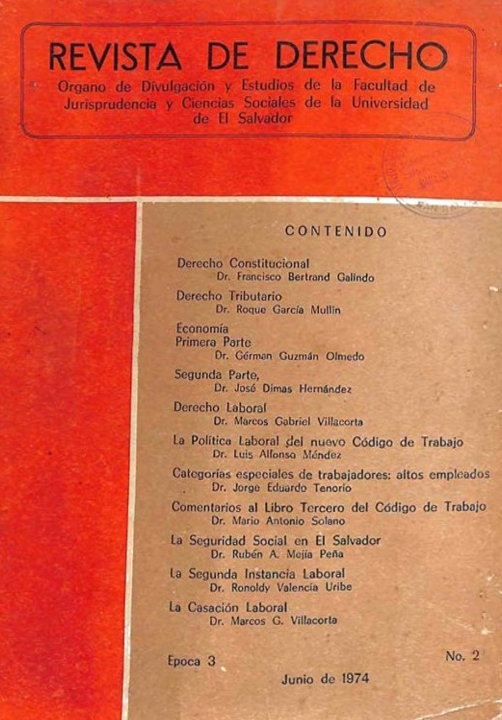 REVISTA DE DERECHO
Organo de Divulgación y Estudios de la Facultad de
Jurisprudencia y Ciencias Sociales de la Universidad
de El Salvador
CONTENIDO
Derecho Constitucional
Dr. Francisco Bertrand Galindo
Derecho Tributario
Dr. Roque García Mullin
Economía
Primera Parte
Dr. Gérman Guzmán Olmedo
Segunda Parte,
Dr. José Dimas Hernández
Derecho Laboral
Dr. Marcos Gabriel Villacorta
La Política Laboral del nuevo Código de Trabajo
Dr. Luis Alfonso Méndez
Categorías especiales de trabajadores: altos empleados
Dr. Jorge Eduardo Tenorio
Comentarios al Libro Tercero del Código de Trabajo
Dr. Mario Antonio Solano
La Seguridad Social en El Salvador
Dr. Rubén A. Mejía Peña
La Segunda Instancia Laboral
Dr. Ronoldy Valencia Uribe
La Casación Laboral
Dr. Marcos G. Villacorta
Epoca 3
No. 2
Junio de 1974